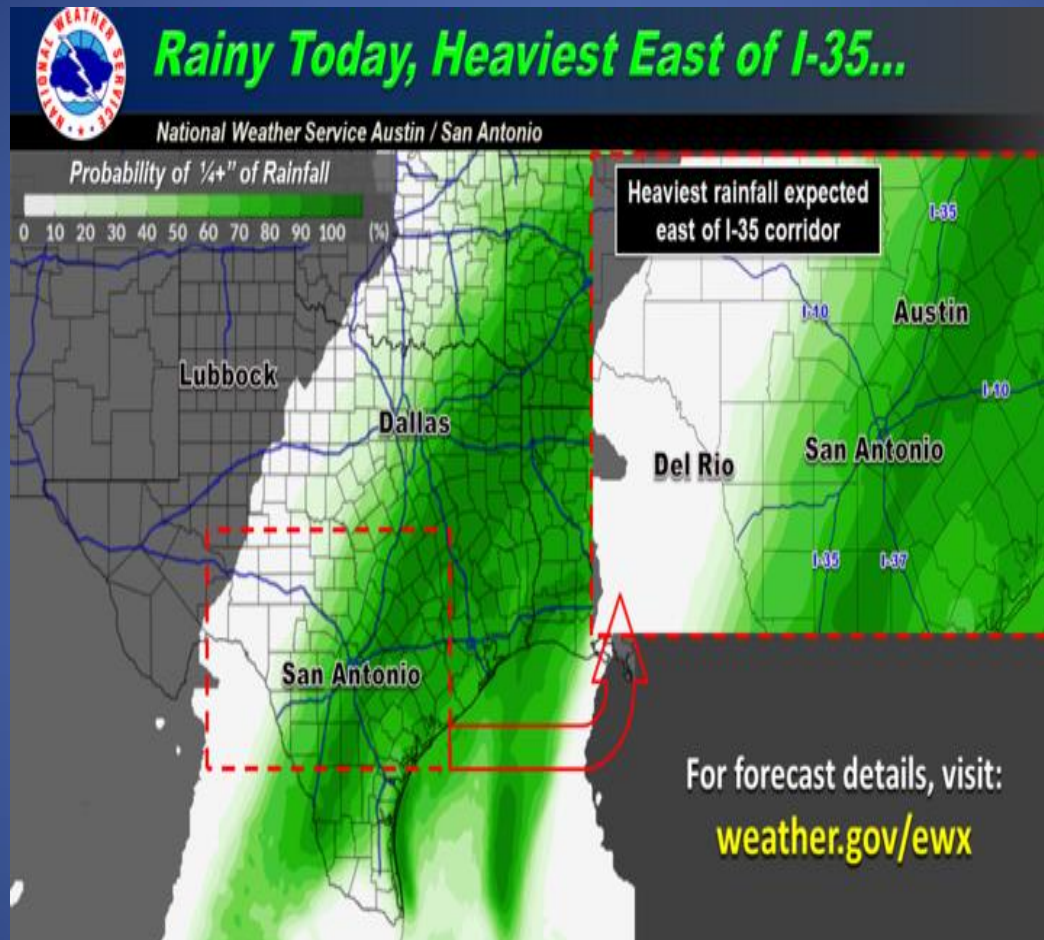 NATIONAL WEATHER SERVICE
Rainy Today, Heaviest East of I-35...
National Weather Service Austin / San Antonio
Probability of ¼+" of Rainfall
0 10 20 30 40 50 60 70 80 90 100 (%)
Lubbock
Dallas
San Antonio
Heaviest rainfall expected
east of I-35 corridor
I-35
I-10
Austin
I-10
Del Rio
San Antonio
I-35
I-37
For forecast details, visit:
weather.gov/ewx